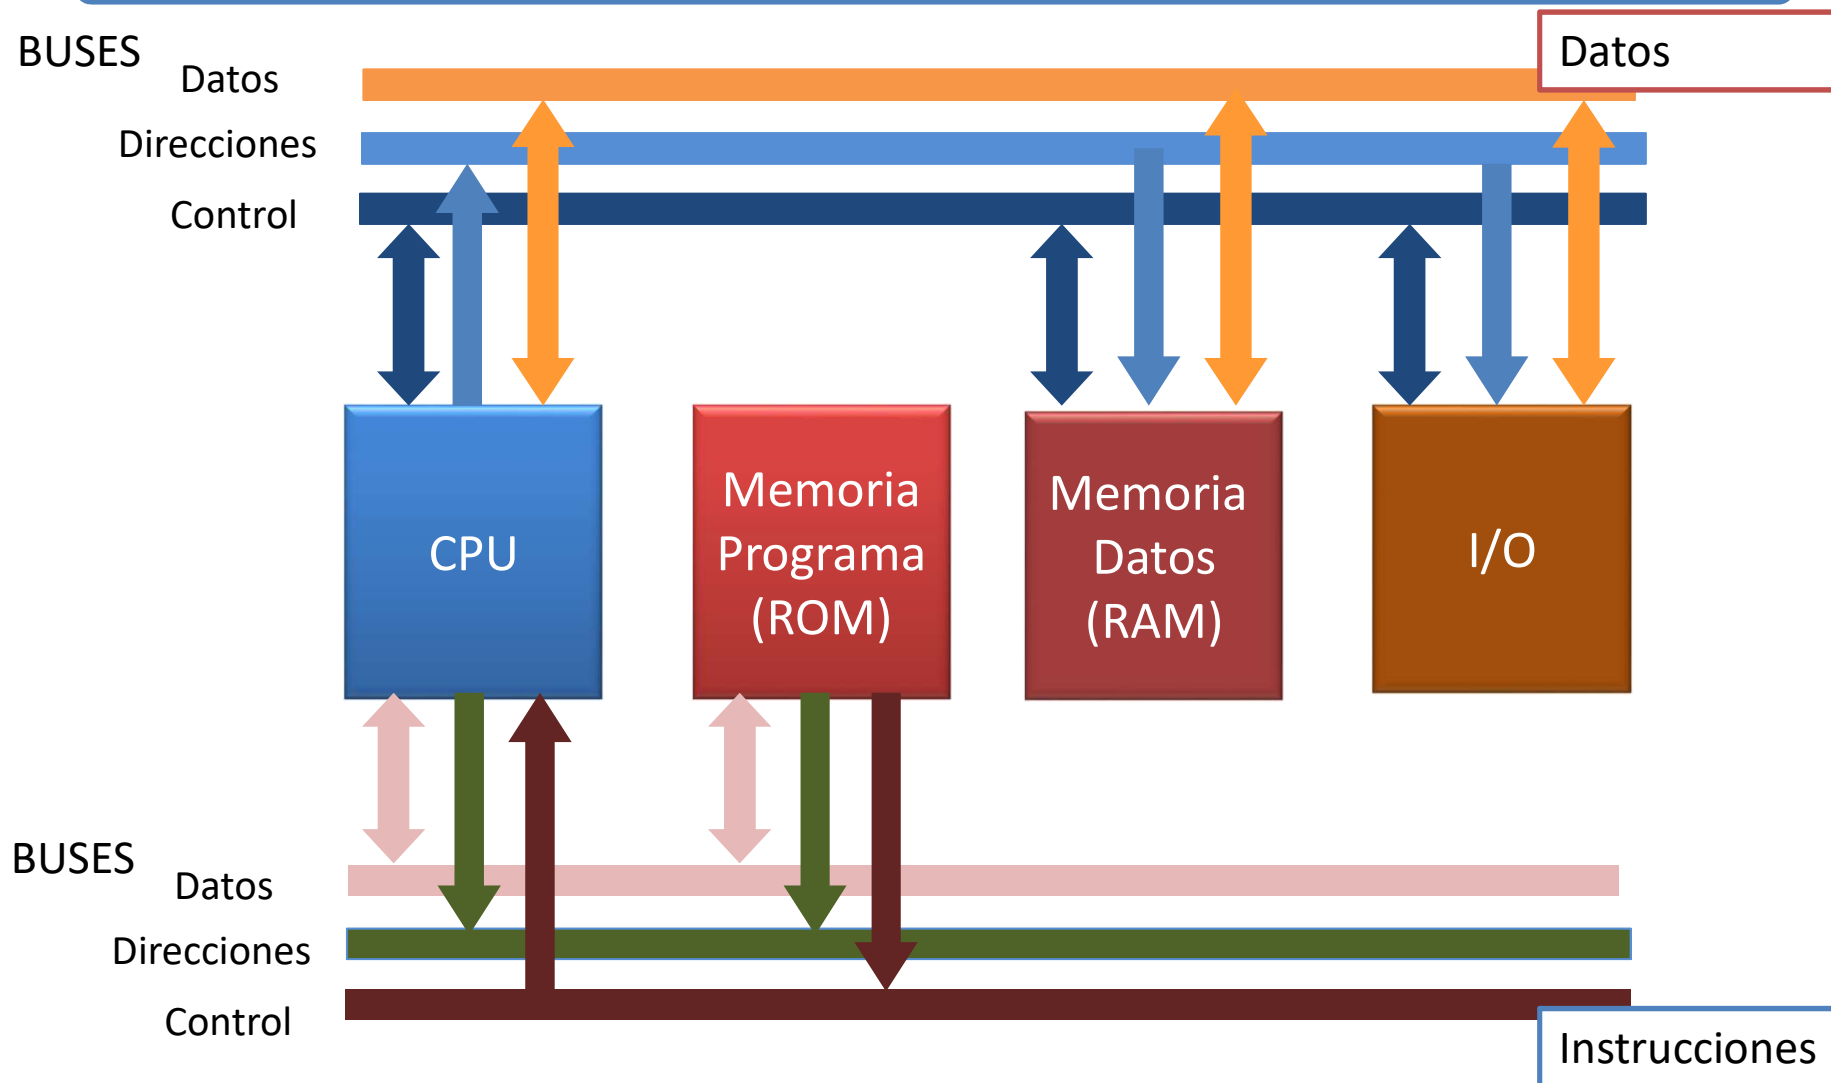 BUSES
Datos
Datos
Direcciones
Control
CPU
Memoria
Programa
(ROM)
Memoria
Datos
(RAM)
I/O
BUSES
Datos
Direcciones
Control
Instrucciones